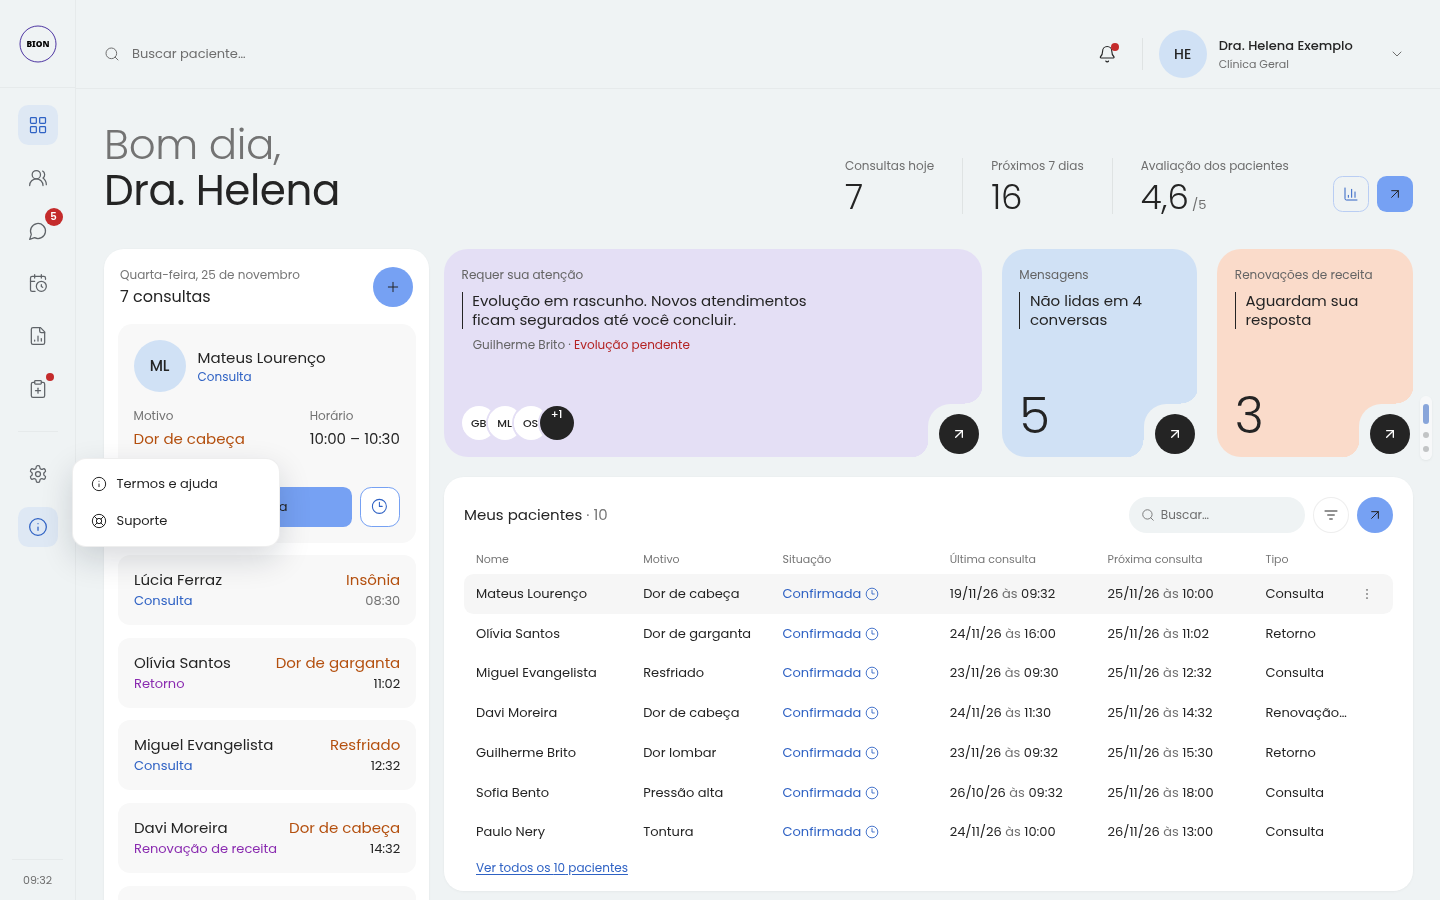 BION
Buscar paciente...
HE
Dra. Helena Exemplo
Clínica Geral
5
09:32
Bom dia,
Dra. Helena
Consultas hoje
7
Próximos 7 dias
16
Avaliação dos pacientes
4,6 /5
Quarta-feira, 25 de novembro
7 consultas
ML
Mateus Lourenço
Consulta
Motivo
Dor de cabeça
Horário
10:00 – 10:30
a
Termos e ajuda
Suporte
Lúcia Ferraz
Insônia
Consulta
08:30
Olívia Santos
Dor de garganta
Retorno
11:02
Miguel Evangelista
Resfriado
Consulta
12:32
Davi Moreira
Dor de cabeça
Renovação de receita
14:32
Requer sua atenção
Evolução em rascunho. Novos atendimentos
ficam segurados até você concluir.
Guilherme Brito · Evolução pendente
GB
ML
OS
+1
Mensagens
Não lidas em 4
conversas
5
Renovações de receita
Aguardam sua
resposta
3
Meus pacientes · 10
Buscar...
Nome Motivo Situação Última consulta Próxima consulta Tipo
Mateus Lourenço Dor de cabeça Confirmada 19/11/26 às 09:32 25/11/26 às 10:00 Consulta
Olívia Santos Dor de garganta Confirmada 24/11/26 às 16:00 25/11/26 às 11:02 Retorno
Miguel Evangelista Resfriado Confirmada 23/11/26 às 09:30 25/11/26 às 12:32 Consulta
Davi Moreira Dor de cabeça Confirmada 24/11/26 às 11:30 25/11/26 às 14:32 Renovação...
Guilherme Brito Dor lombar Confirmada 23/11/26 às 09:32 25/11/26 às 15:30 Retorno
Sofia Bento Pressão alta Confirmada 26/10/26 às 09:32 25/11/26 às 18:00 Consulta
Paulo Nery Tontura Confirmada 24/11/26 às 10:00 26/11/26 às 13:00 Consulta
Ver todos os 10 pacientes